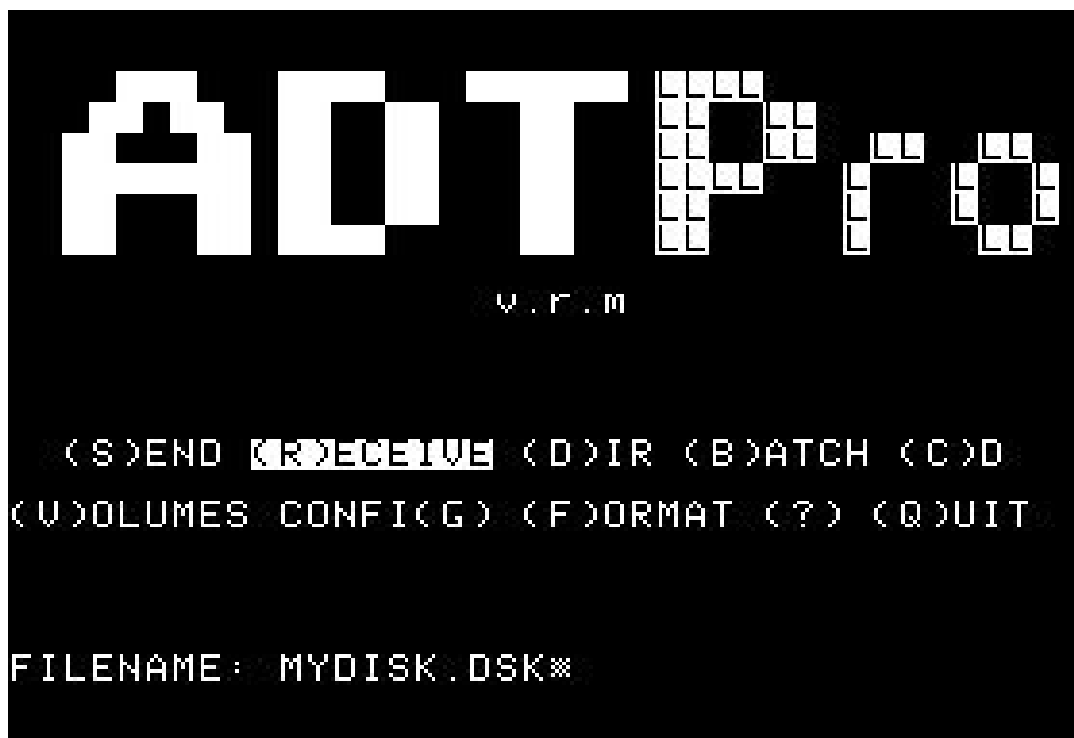 ADTPro
v.r.m
(S)END (R)ECEIVE (D)IR (B)ATCH (C)D
(V)OLUMES CONFI(G) (F)ORMAT (?) (Q)UIT
FILENAME: MYDISK.DSK